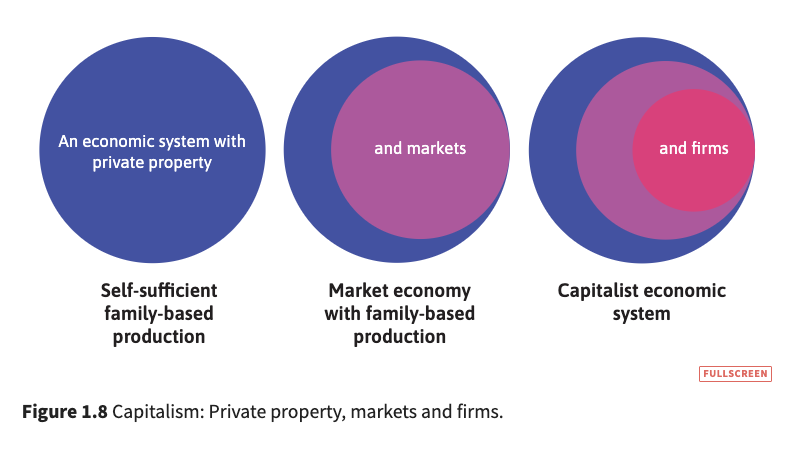 An economic system with
private property
and markets
and firms
Self-sufficient
family-based
production
Market economy
with family-based
production
Capitalist economic
system
FULLSCREEN
Figure 1.8 Capitalism: Private property, markets and firms.